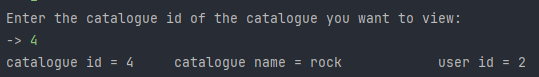 Enter the catalogue id of the catalogue you want to view:
-> 4
catalogue id = 4     catalogue name = rock               user id = 2